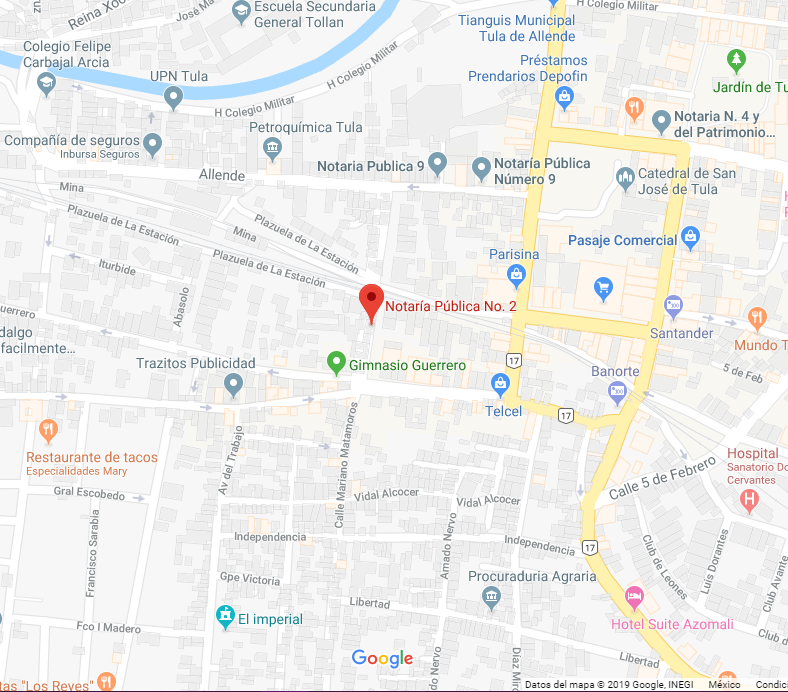 Reina Xoc
José Ma
Escuela Secundaria
General Tollan
H Colegio Militar
H Colegio Militar
Tianguis Municipal
Tula de Allende
Colegio Felipe
Carbajal Arcia
UPN Tula
H Colegio Militar
Préstamos
Prendarios Depofin
Jardín de Tu
Petroquímica Tula
Notaria N. 4 y
del Patrimonio...
Compañía de seguros
Inbursa Seguros
Notaria Publica 9
Notaría Pública
Número 9
Allende
Catedral de San
José de Tula
Mina
Plazuela de La Estación
Mina
Plazuela de La Estación
Plazuela de La Estación
Pasaje Comercial
Parisina
Iturbide
Abasolo
Notaría Pública No. 2
Guerrero
dalgo
facilmente...
Santander
Mundo T
Trazitos Publicidad
Gimnasio Guerrero
17
Banorte
5 de Feb
Telcel
17
Restaurante de tacos
Especialidades Mary
Av del Trabajo
Calle Mariano Matamoros
Hospital
Sanatorio Do
Cervantes
Calle 5 de Febrero
Gral Escobedo
Vidal Alcocer
Vidal Alcocer
Francisco Sarabia
Amado Nervo
Independencia
Independencia
17
Club de Leones
Luis Dorantes
Club Avante
Gpe Victoria
Procuraduria Agraria
Libertad
Hotel Suite Azomali
El imperial
Fco I Madero
Club d
Libertad
do Nervo
Díaz Mir
Google
tas "Los Reyes"
Datos del mapa © 2019 Google, INEGI México Condici